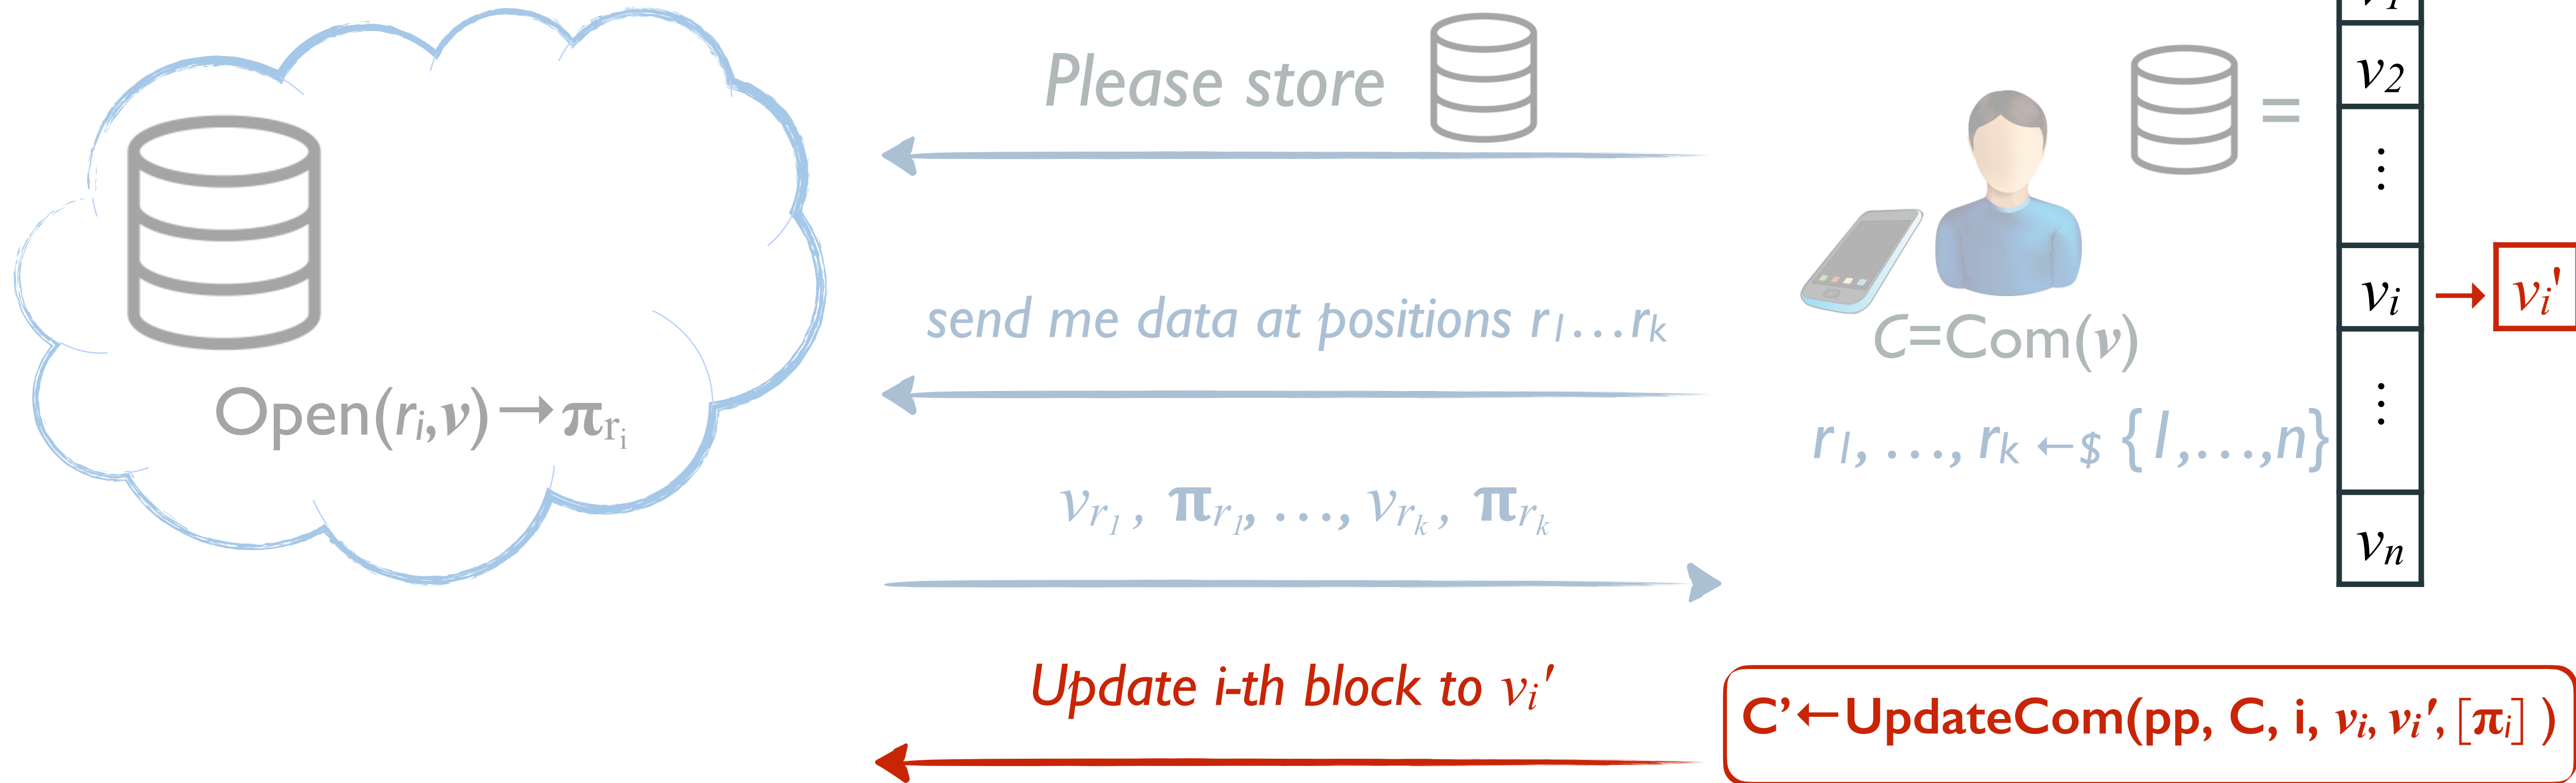 v1
Please store
=
v2
⋮
send me data at positions r1…rk
vi → vi'
C=Com(v)
Open(ri,v)→πri
r1, …, rk ←$ {1,…,n}
⋮
vr1, πr1, …, vrk, πrk
vn
Update i-th block to vi'
C’←UpdateCom(pp, C, i, vi, vi', [πi] )